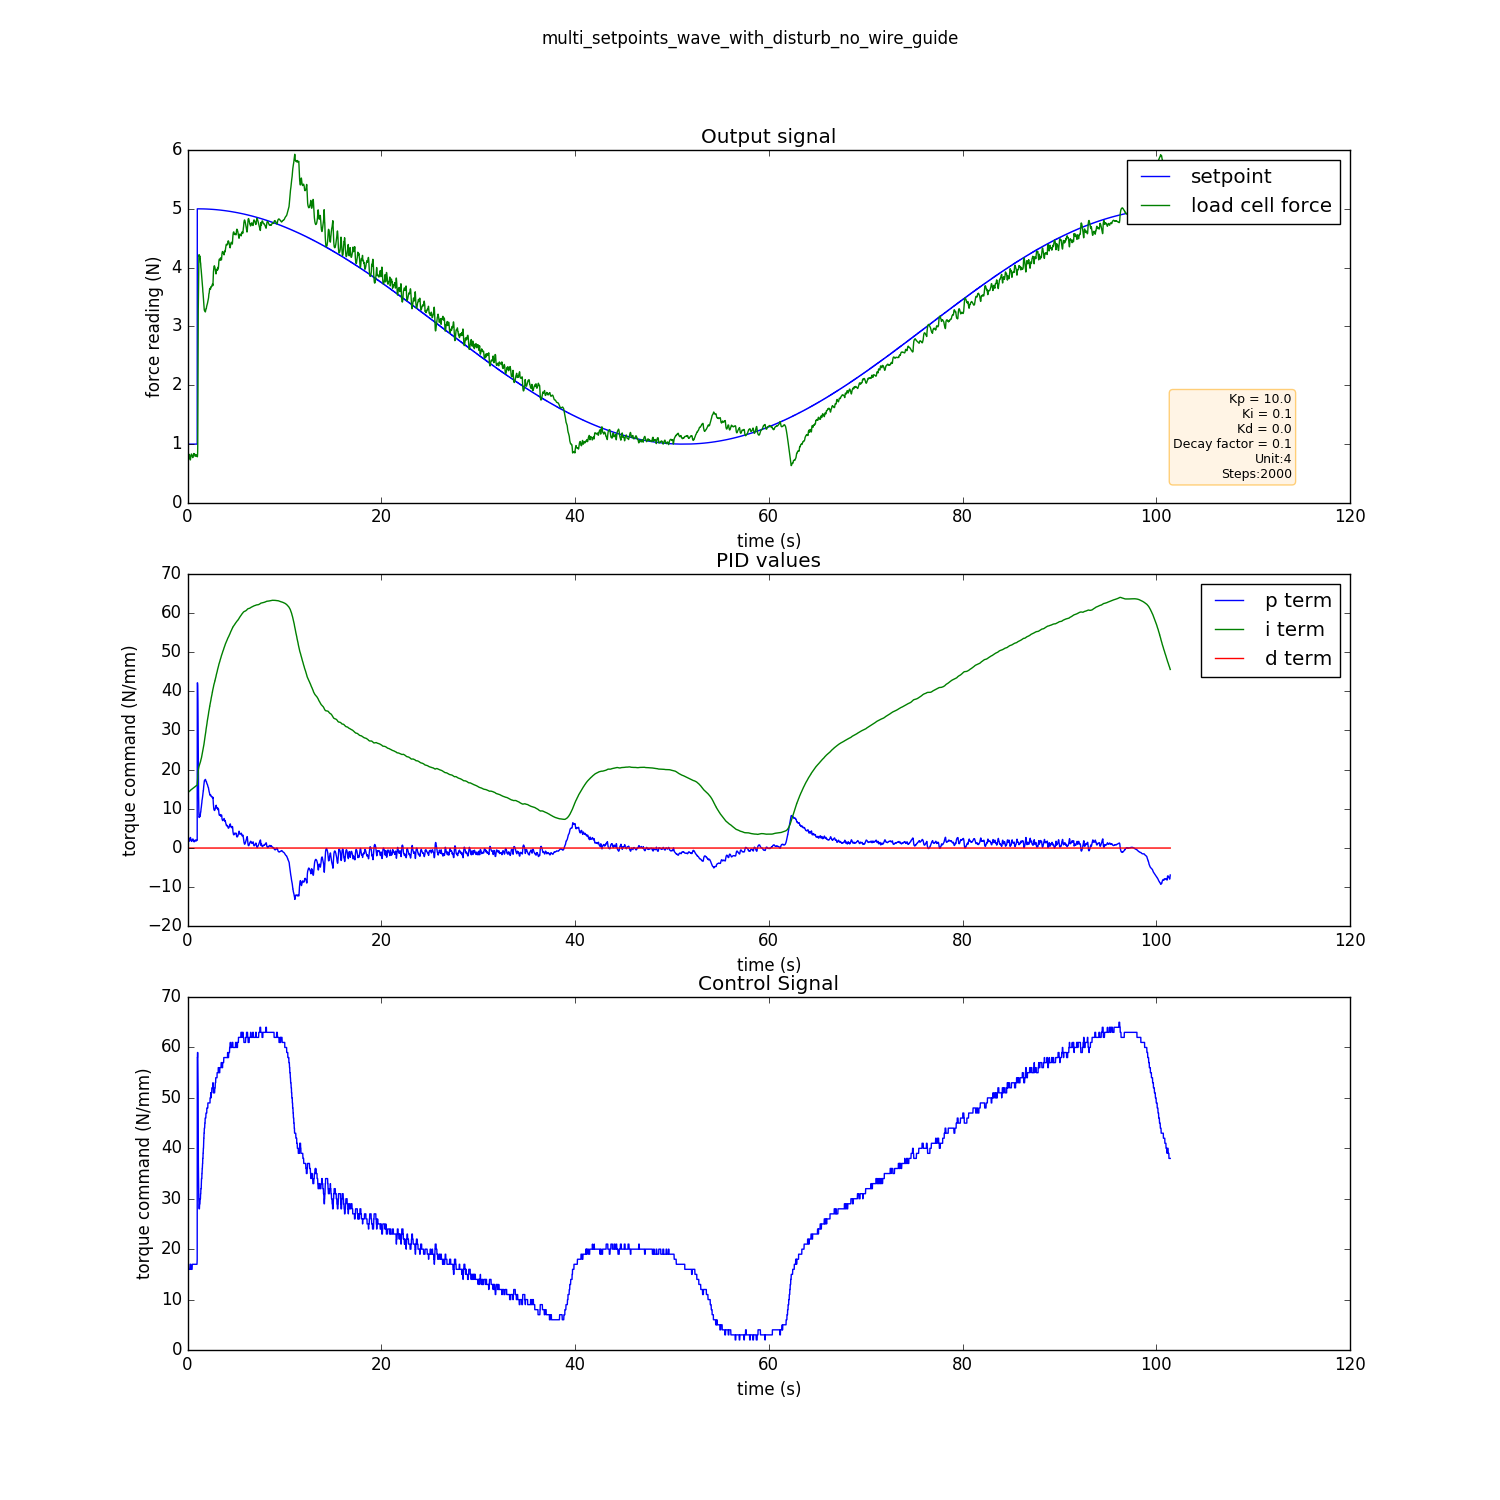 multi_setpoints_wave_with_disturb_no_wire_guide
Output signal
force reading (N)
6
5
4
3
2
1
0
setpoint
load cell force
Kp = 10.0
Ki = 0.1
Kd = 0.0
Decay factor = 0.1
Unit:4
Steps:2000
0 20 40 60 80 100 120
time (s)
PID values
torque command (N/mm)
70
60
50
40
30
20
10
0
−10
−20
p term
i term
d term
0 20 40 60 80 100 120
time (s)
Control Signal
torque command (N/mm)
70
60
50
40
30
20
10
0
0 20 40 60 80 100 120
time (s)